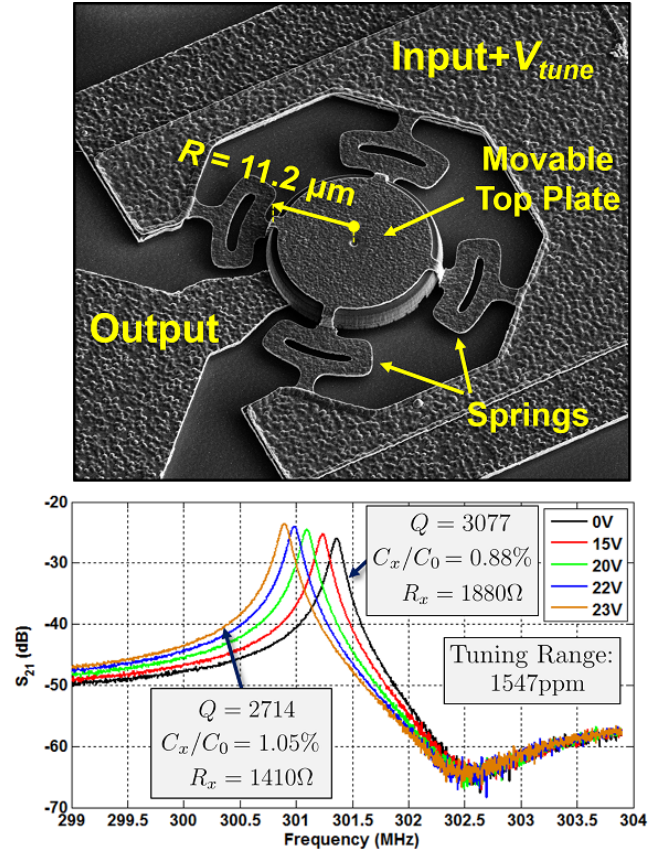 Input+V_tune
R = 11.2 μm
Movable
Top Plate
Output
Springs
-20
-30
-40
-50
-60
-70
S_21 (dB)
Q = 3077
C_x/C_0 = 0.88%
R_x = 1880Ω
0V
15V
20V
22V
23V
Tuning Range:
1547ppm
Q = 2714
C_x/C_0 = 1.05%
R_x = 1410Ω
299 299.5 300 300.5 301 301.5 302 302.5 303 303.5 304
Frequency (MHz)